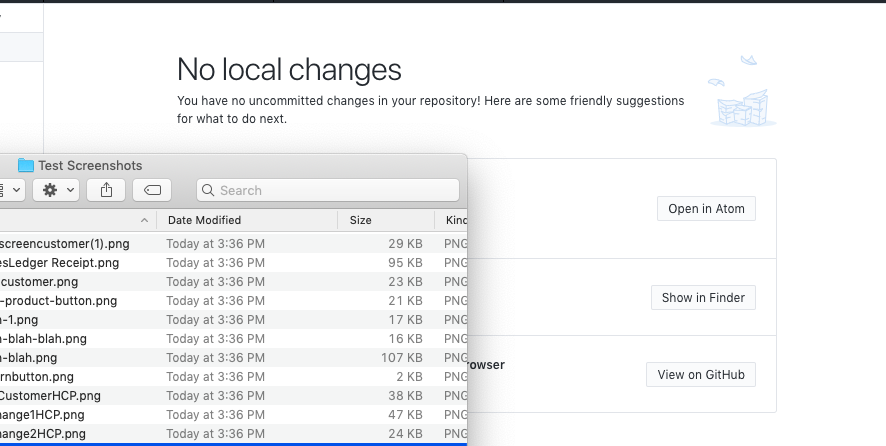 No local changes
You have no uncommitted changes in your repository! Here are some friendly suggestions
for what to do next.
Test Screenshots
Search
Date Modified Size Kinc
screencustomer(1).png Today at 3:36 PM 29 KB PNG
esLedger Receipt.png Today at 3:36 PM 95 KB PNG
customer.png Today at 3:36 PM 23 KB PNG
-product-button.png Today at 3:36 PM 21 KB PNG
n-1.png Today at 3:36 PM 17 KB PNG
n-blah-blah.png Today at 3:36 PM 16 KB PNG
n-blah.png Today at 3:36 PM 107 KB PNG
rnbutton.png Today at 3:36 PM 2 KB PNG
CustomerHCP.png Today at 3:36 PM 38 KB PNG
hange1HCP.png Today at 3:36 PM 47 KB PNG
hange2HCP.png Today at 3:36 PM 24 KB PNG
Open in Atom
Show in Finder
rowser
View on GitHub